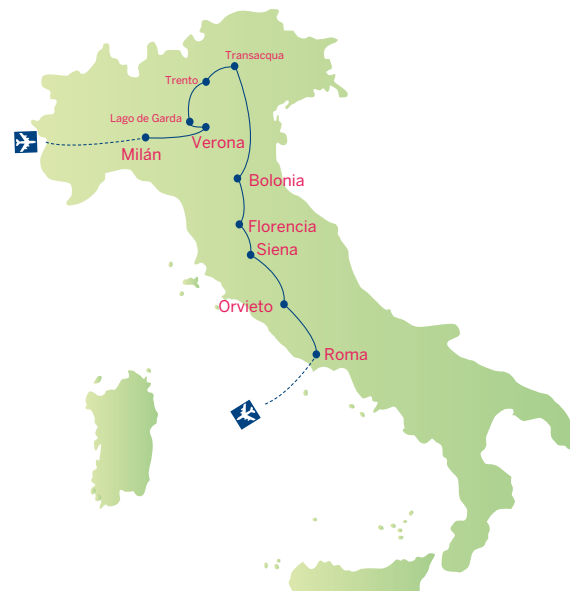 Transacqua
Trento
Lago de Garda
Verona
Milán
Bolonia
Florencia
Siena
Orvieto
Roma